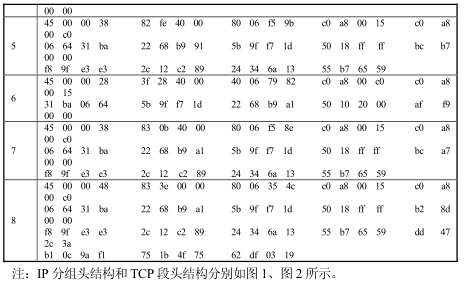 00 00
5
45 00 00 38 82 fe 40 00 80 06 f5 9b c0 a8 00 15 c0 a8
00 c0
06 64 31 ba 22 68 b9 91 5b 9f f7 1d 50 18 ff ff bc b7
00 00
f8 9f e3 e3 2c 12 c2 89 24 34 6a 13 55 b7 65 59
6
45 00 00 28 3f 28 40 00 40 06 79 82 c0 a8 00 c0 c0 a8
00 15
31 ba 06 64 5b 9f f7 1d 22 68 b9 a1 50 10 20 00 af f9
00 00
7
45 00 00 38 83 0b 40 00 80 06 f5 8e c0 a8 00 15 c0 a8
00 c0
06 64 31 ba 22 68 b9 a1 5b 9f f7 1d 50 18 ff ff bc a7
00 00
f8 9f e3 e3 2c 12 c2 89 24 34 6a 13 55 b7 65 59
8
45 00 00 48 83 3e 00 00 80 06 35 4c c0 a8 00 15 c0 a8
00 c0
06 64 31 ba 22 68 b9 a1 5b 9f f7 1d 50 18 ff ff b2 8d
00 00
f8 9f e3 e3 2c 12 c2 89 24 34 6a 13 55 b7 65 59 dd 47
2c 3a
b1 0c 9a f1 75 1b 4f 75 62 df 03 19
注：IP 分组头结构和 TCP 段头结构分别如图 1、图 2 所示。